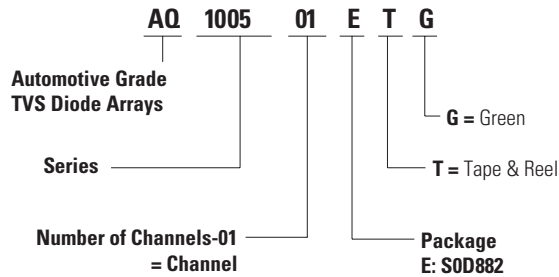 AQ 1005 01 E T G
Automotive Grade
TVS Diode Arrays
G = Green
Series
T = Tape & Reel
Number of Channels-01
= Channel
Package
E: S0D882